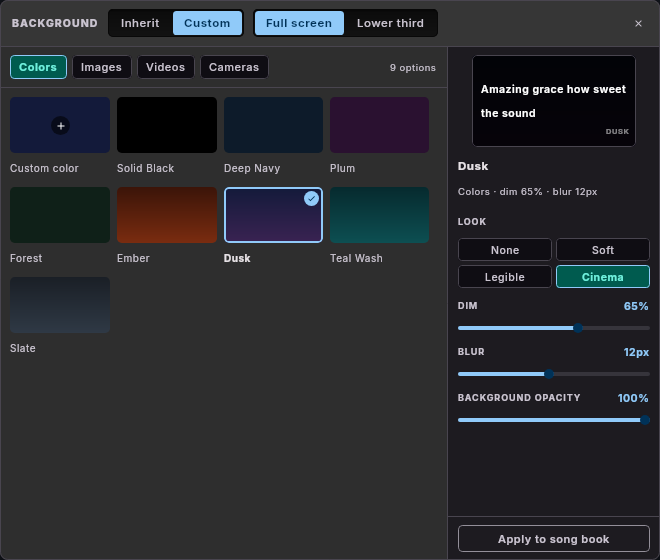 BACKGROUND Inherit Custom Full screen Lower third ×
Colors Images Videos Cameras 9 options
Custom color Solid Black Deep Navy Plum
Forest Ember Dusk Teal Wash
Slate
Amazing grace how sweet
the sound
DUSK
Dusk
Colors · dim 65% · blur 12px
LOOK
None Soft
Legible Cinema
DIM 65%
BLUR 12px
BACKGROUND OPACITY 100%
Apply to song book